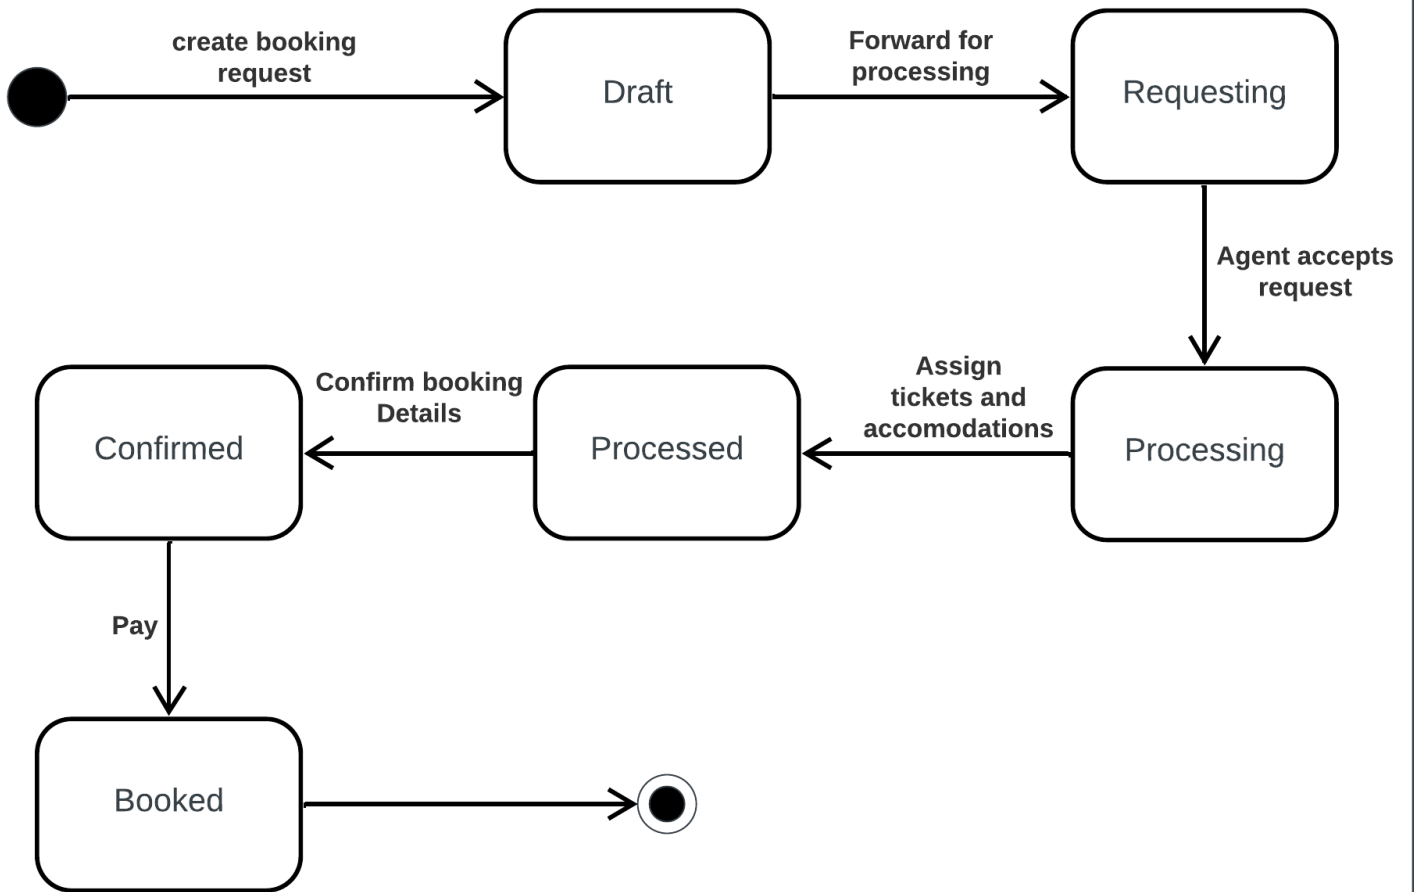 create booking
request
Draft
Forward for
processing
Requesting
Agent accepts
request
Processing
Assign
tickets and
accomodations
Processed
Confirm booking
Details
Confirmed
Pay
Booked